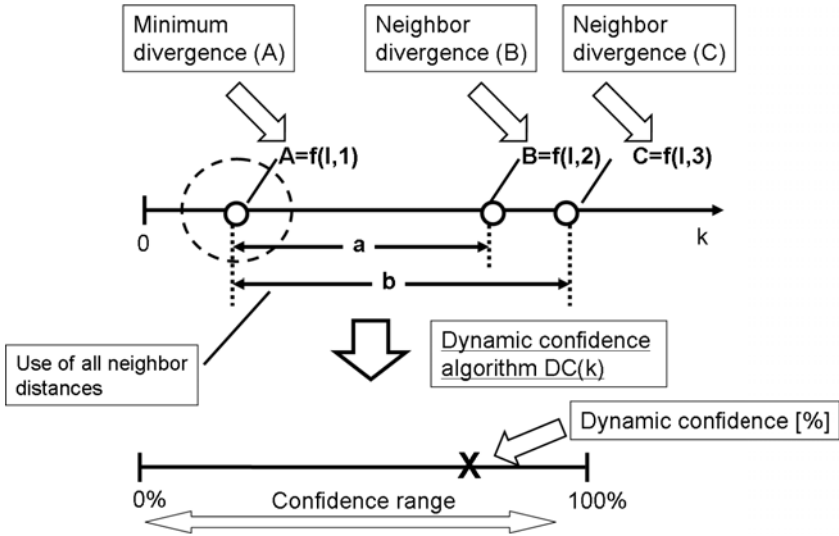 Minimum
divergence (A)
Neighbor
divergence (B)
Neighbor
divergence (C)
A=f(I,1)
B=f(I,2)
C=f(I,3)
0
k
a
b
Use of all neighbor
distances
Dynamic confidence
algorithm DC(k)
Dynamic confidence [%]
X
0%
Confidence range
100%